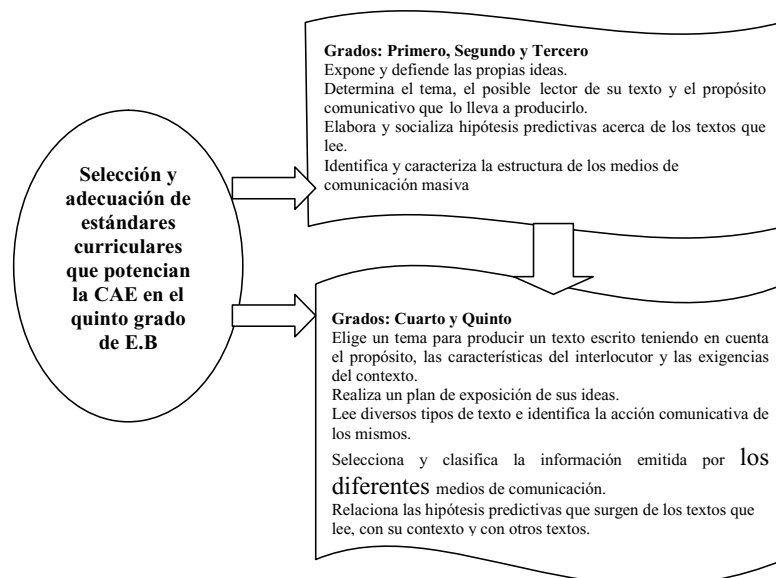 Selección y
adecuación de
estándares
curriculares
que potencian
la CAE en el
quinto grado
de E.B
Grados: Primero, Segundo y Tercero
Expone y defiende las propias ideas.
Determina el tema, el posible lector de su texto y el propósito
comunicativo que lo lleva a producirlo.
Elabora y socializa hipótesis predictivas acerca de los textos que
lee.
Identifica y caracteriza la estructura de los medios de
comunicación masiva
Grados: Cuarto y Quinto
Elige un tema para producir un texto escrito teniendo en cuenta
el propósito, las características del interlocutor y las exigencias
del contexto.
Realiza un plan de exposición de sus ideas.
Lee diversos tipos de texto e identifica la acción comunicativa de
los mismos.
Selecciona y clasifica la información emitida por los
diferentes medios de comunicación.
Relaciona las hipótesis predictivas que surgen de los textos que
lee, con su contexto y con otros textos.